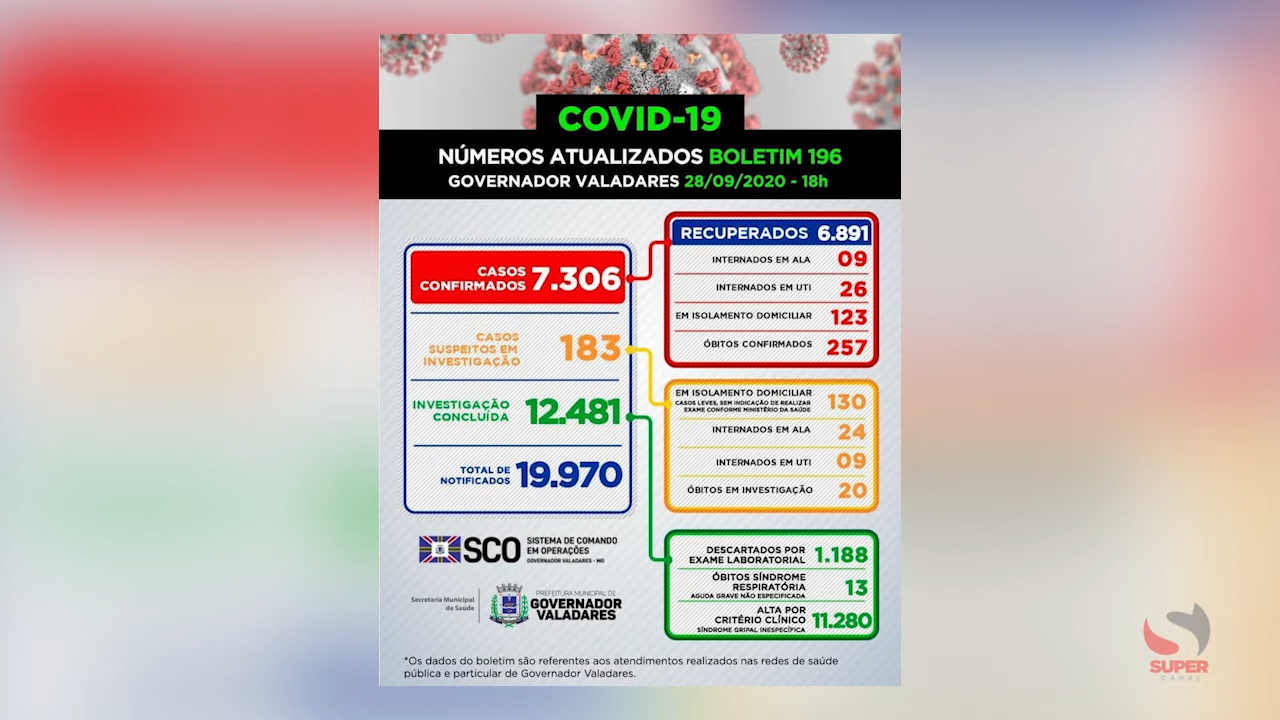 COVID-19
NÚMEROS ATUALIZADOS BOLETIM 196
GOVERNADOR VALADARES 28/09/2020 - 18h
CASOS
CONFIRMADOS 7.306
CASOS
SUSPEITOS EM
INVESTIGAÇÃO 183
INVESTIGAÇÃO
CONCLUÍDA 12.481
TOTAL DE
NOTIFICADOS 19.970
RECUPERADOS 6.891
INTERNADOS EM ALA 09
INTERNADOS EM UTI 26
EM ISOLAMENTO DOMICILIAR 123
ÓBITOS CONFIRMADOS 257
EM ISOLAMENTO DOMICILIAR
CASOS LEVES, SEM INDICAÇÃO DE REALIZAR
EXAME CONFORME MINISTÉRIO DA SAÚDE 130
INTERNADOS EM ALA 24
INTERNADOS EM UTI 09
ÓBITOS EM INVESTIGAÇÃO 20
DESCARTADOS POR
EXAME LABORATORIAL 1.188
ÓBITOS SÍNDROME
RESPIRATÓRIA 13
AGUDA GRAVE NÃO ESPECIFICADA
ALTA POR
CRITÉRIO CLÍNICO 11.280
SÍNDROME GRIPAL INESPECÍFICA
SCO SISTEMA DE COMANDO
EM OPERAÇÕES
GOVERNADOR VALADARES - MG
Secretaria Municipal
de Saúde
PREFEITURA MUNICIPAL DE
GOVERNADOR
VALADARES
*Os dados do boletim são referentes aos atendimentos realizados nas redes de saúde
pública e particular de Governador Valadares.
SUPER
CANAL